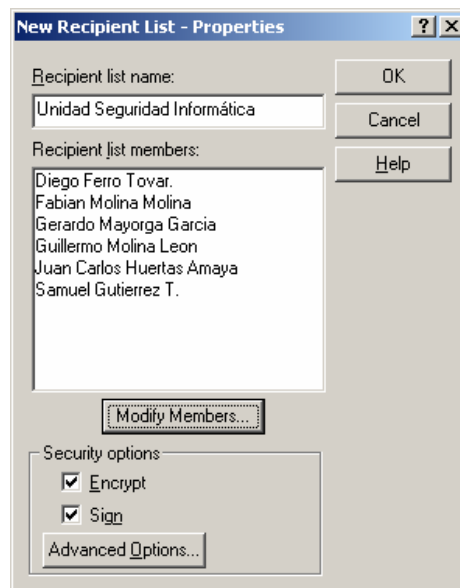 New Recipient List - Properties
Recipient list name:
OK
Unidad Seguridad Informática
Cancel
Recipient list members:
Help
Diego Ferro Tovar.
Fabian Molina Molina
Gerardo Mayorga Garcia
Guillermo Molina Leon
Juan Carlos Huertas Amaya
Samuel Gutierrez T.
Modify Members...
Security options
Encrypt
Sign
Advanced Options...